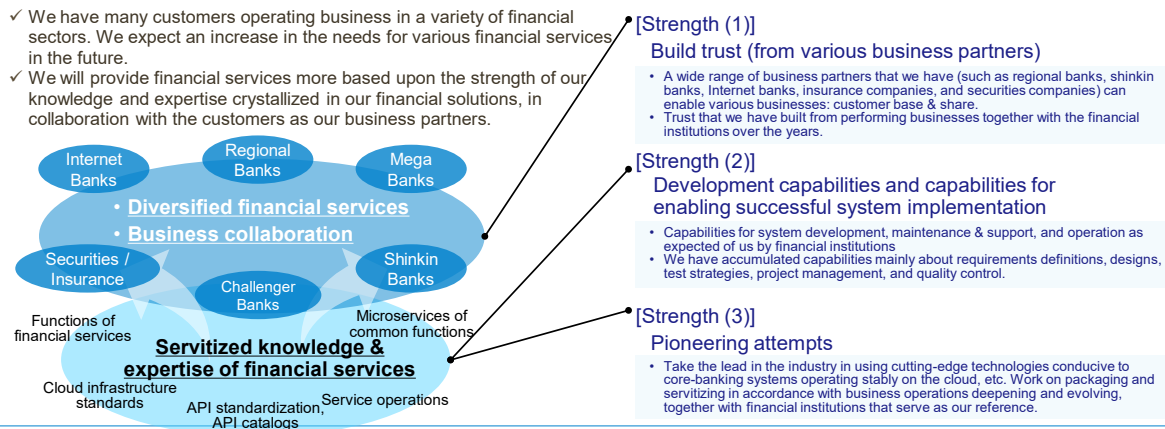 ✓ We have many customers operating business in a variety of financial
sectors. We expect an increase in the needs for various financial services
in the future.
✓ We will provide financial services more based upon the strength of our
knowledge and expertise crystallized in our financial solutions, in
collaboration with the customers as our business partners.
Internet
Banks
Regional
Banks
Mega
Banks
• Diversified financial services
• Business collaboration
Securities /
Insurance
Challenger
Banks
Shinkin
Banks
Functions of
financial services
Microservices of
common functions
Servitized knowledge &
expertise of financial services
Cloud infrastructure
standards
API standardization,
API catalogs
Service operations
[Strength (1)]
Build trust (from various business partners)
• A wide range of business partners that we have (such as regional banks, shinkin
banks, Internet banks, insurance companies, and securities companies) can
enable various businesses: customer base & share.
• Trust that we have built from performing businesses together with the financial
institutions over the years.
[Strength (2)]
Development capabilities and capabilities for
enabling successful system implementation
• Capabilities for system development, maintenance & support, and operation as
expected of us by financial institutions
• We have accumulated capabilities mainly about requirements definitions, designs,
test strategies, project management, and quality control.
[Strength (3)]
Pioneering attempts
• Take the lead in the industry in using cutting-edge technologies conducive to
core-banking systems operating stably on the cloud, etc. Work on packaging and
servitizing in accordance with business operations deepening and evolving,
together with financial institutions that serve as our reference.